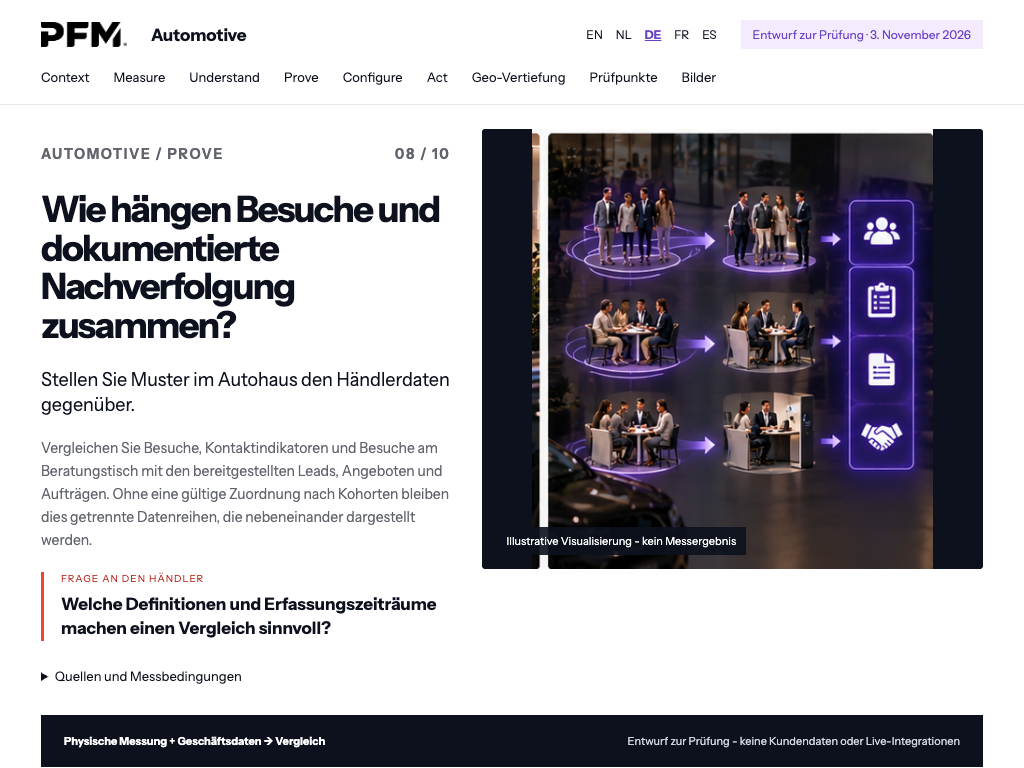 PFM
Automotive
EN NL DE FR ES
Entwurf zur Prüfung · 3. November 2026
Context Measure Understand Prove Configure Act Geo-Vertiefung Prüfpunkte Bilder
AUTOMOTIVE / PROVE
08 / 10
Wie hängen Besuche und
dokumentierte
Nachverfolgung
zusammen?
Stellen Sie Muster im Autohaus den Händlerdaten
gegenüber.
Vergleichen Sie Besuche, Kontaktindikatoren und Besuche am
Beratungstisch mit den bereitgestellten Leads, Angeboten und
Aufträgen. Ohne eine gültige Zuordnung nach Kohorten bleiben
dies getrennte Datenreihen, die nebeneinander dargestellt
werden.
FRAGE AN DEN HÄNDLER
Welche Definitionen und Erfassungszeiträume
machen einen Vergleich sinnvoll?
Quellen und Messbedingungen
Illustrative Visualisierung - kein Messergebnis
Physische Messung + Geschäftsdaten → Vergleich
Entwurf zur Prüfung - keine Kundendaten oder Live-Integrationen